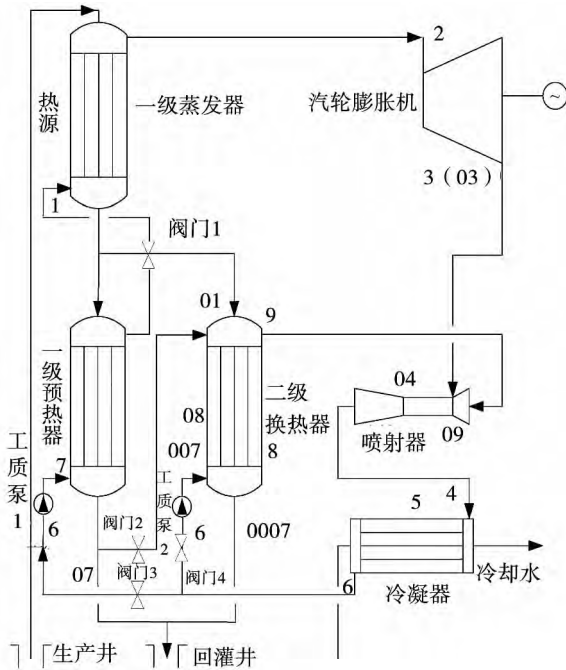 2
热源
一级蒸发器
汽轮膨胀机
~
3（03）
1
阀门1
01
9
一级预热器
04
二级
换热器
08
09
喷射器
工质泵1
7
007
8
工质泵2
5
4
6
阀门2
6
0007
07
阀门3
阀门4
6
冷凝器
冷却水
生产井
回灌井